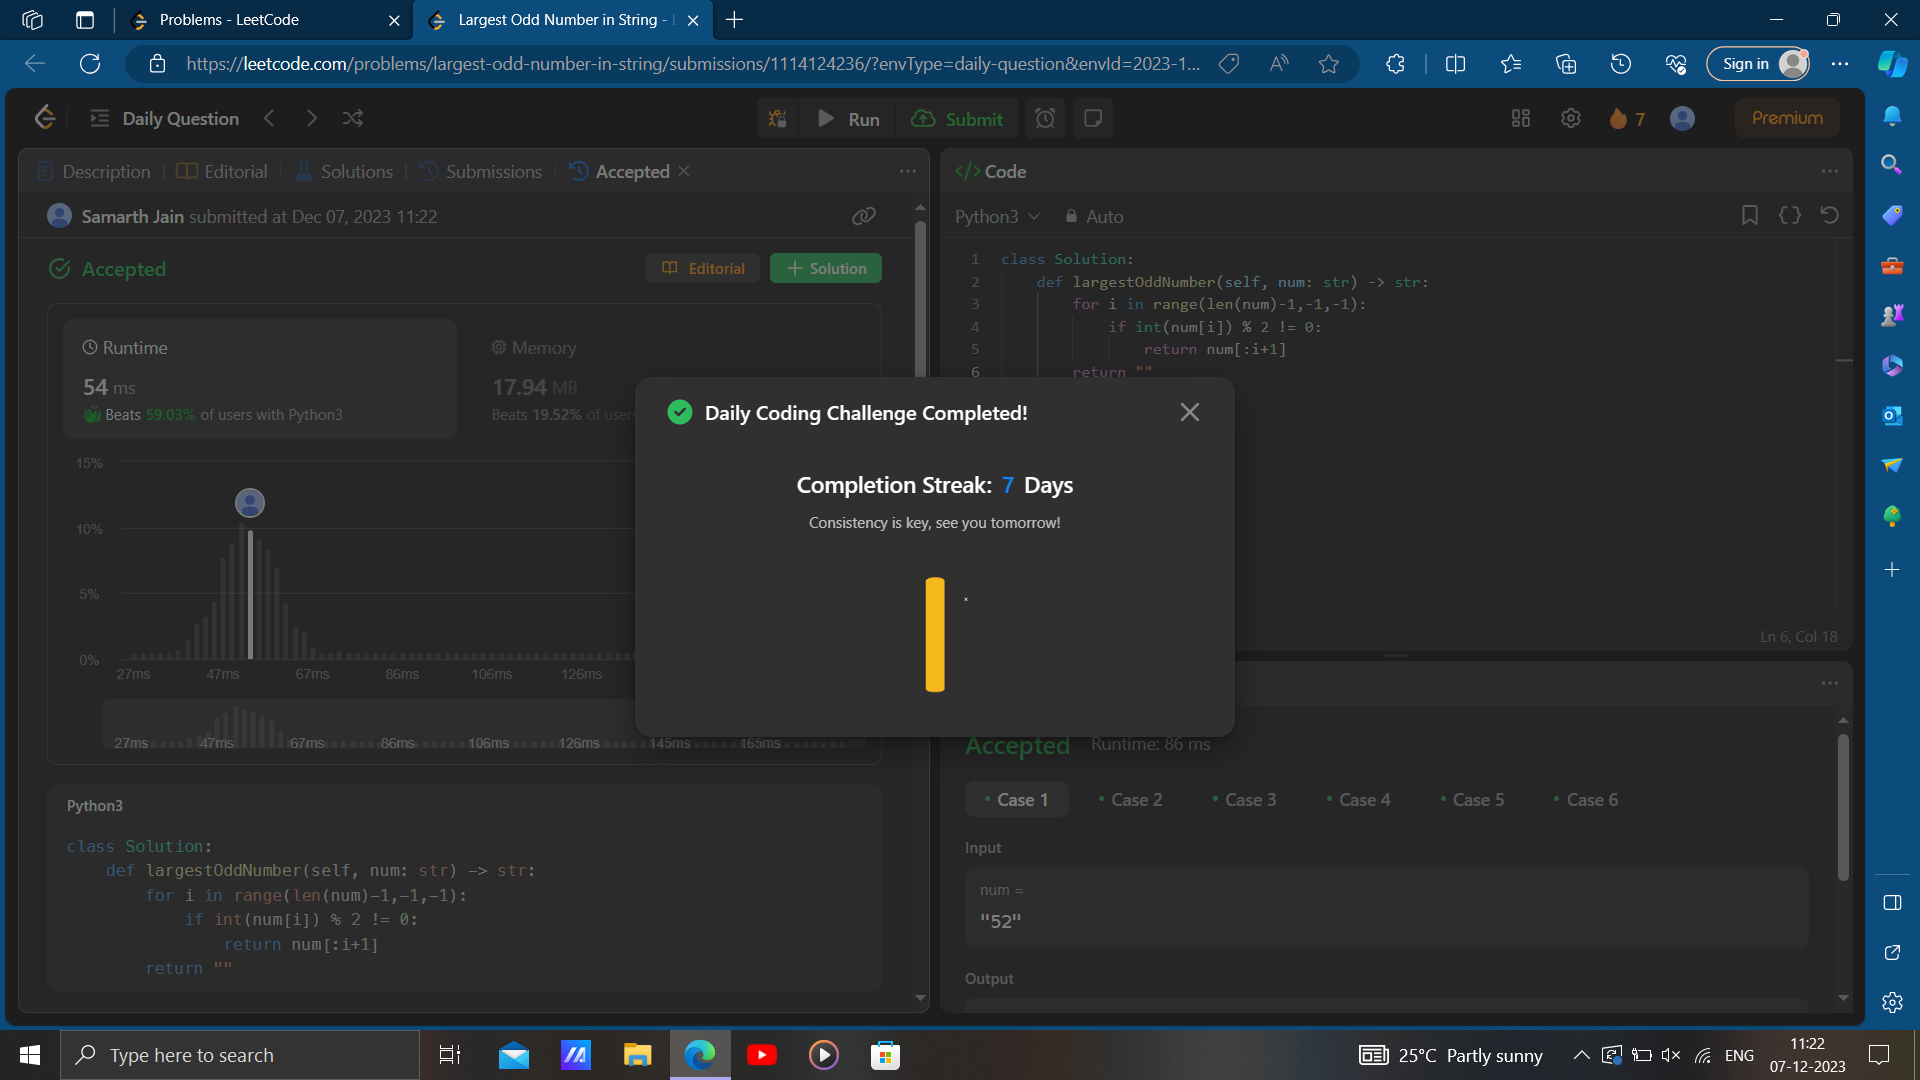 Problems - LeetCode
Largest Odd Number in String -
https://leetcode.com/problems/largest-odd-number-in-string/submissions/1114124236/?envType=daily-question&envId=2023-1...
Sign in
Daily Question
Run
Submit
7
Premium
Description
Editorial
Solutions
Submissions
Accepted
Samarth Jain submitted at Dec 07, 2023 11:22
Accepted
Editorial
Solution
Runtime
54 ms
Beats 59.03% of users with Python3
Memory
17.94 MB
Beats 19.52% of users
15%
10%
5%
0%
27ms 47ms 67ms 86ms 106ms 126ms
27ms 47ms 67ms 86ms 106ms 126ms 145ms 165ms
Python3
class Solution:
def largestOddNumber(self, num: str) -> str:
for i in range(len(num)-1,-1,-1):
if int(num[i]) % 2 != 0:
return num[:i+1]
return ""
</> Code
Python3
Auto
1 class Solution:
2 def largestOddNumber(self, num: str) -> str:
3 for i in range(len(num)-1,-1,-1):
4 if int(num[i]) % 2 != 0:
5 return num[:i+1]
6 return ""
Ln 6, Col 18
Daily Coding Challenge Completed!
Completion Streak: 7 Days
Consistency is key, see you tomorrow!
Accepted
Runtime: 86 ms
Case 1
Case 2
Case 3
Case 4
Case 5
Case 6
Input
num =
"52"
Output
Type here to search
25°C Partly sunny
ENG
11:22
07-12-2023